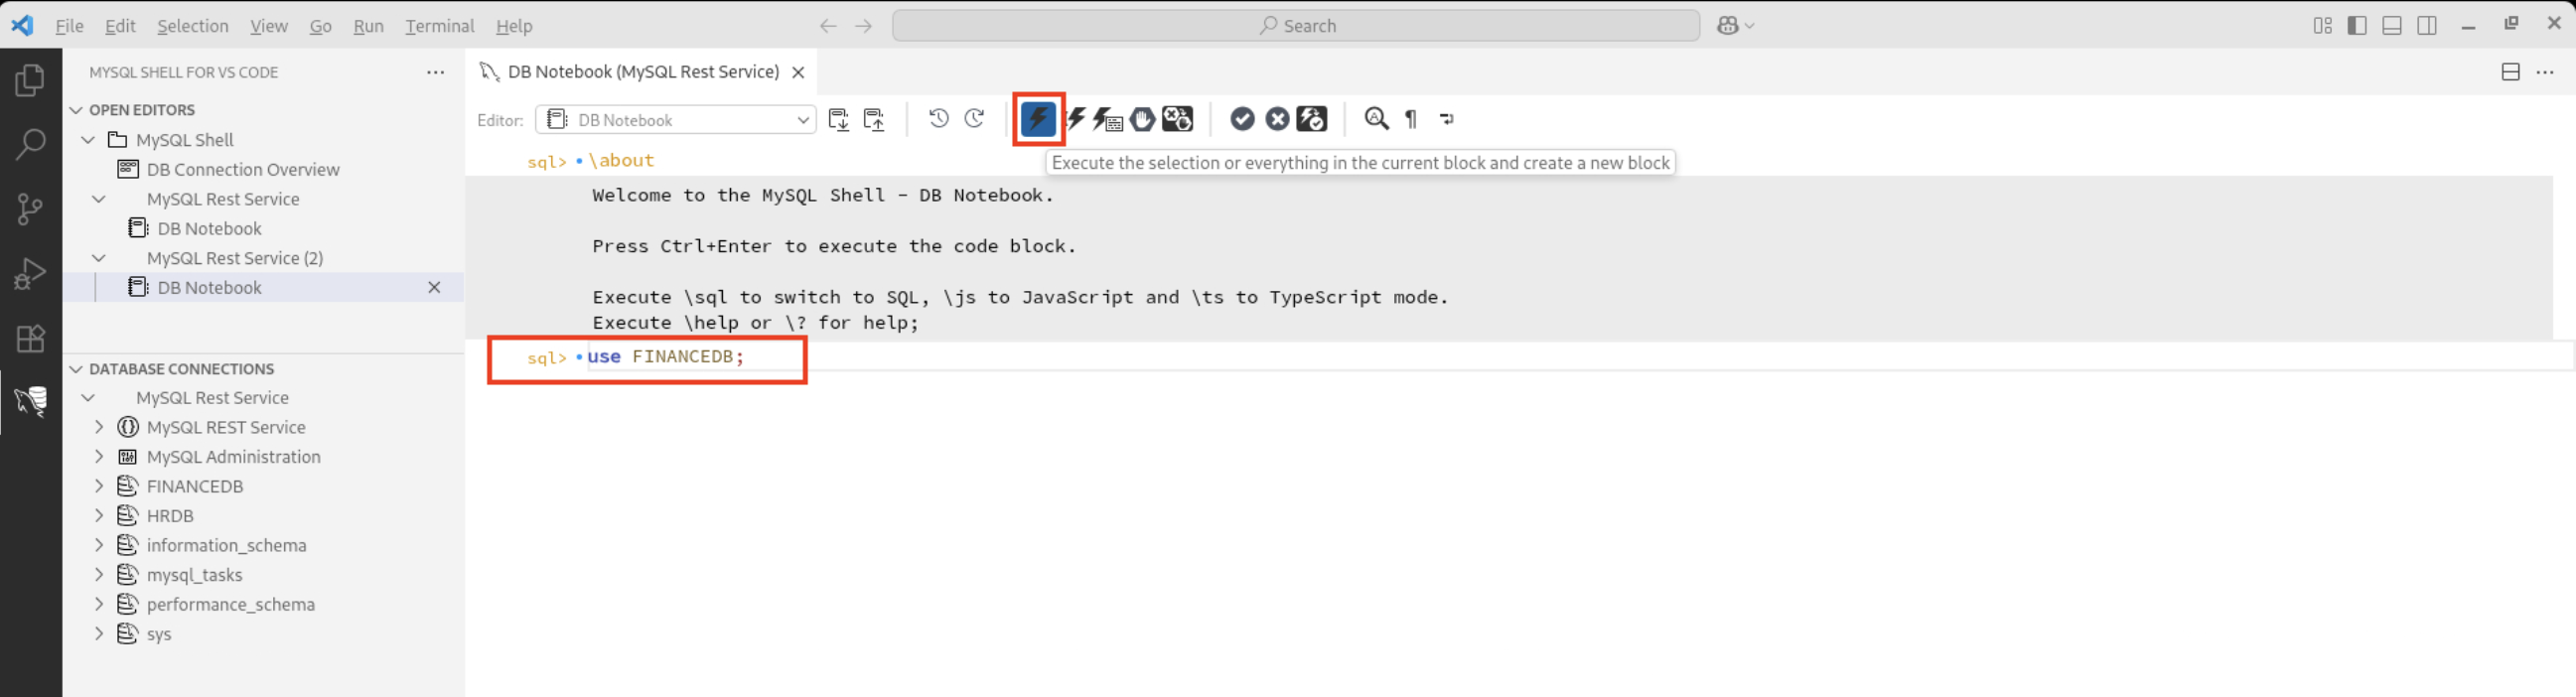 File Edit Selection View Go Run Terminal Help Search
MYSQL SHELL FOR VS CODE ···
OPEN EDITORS
MySQL Shell
DB Connection Overview
MySQL Rest Service
DB Notebook
MySQL Rest Service (2)
DB Notebook
DATABASE CONNECTIONS
MySQL Rest Service
MySQL REST Service
MySQL Administration
FINANCEDB
HRDB
information_schema
mysql_tasks
performance_schema
sys
DB Notebook (MySQL Rest Service)
Editor: DB Notebook
Execute the selection or everything in the current block and create a new block
sql> \about
Welcome to the MySQL Shell - DB Notebook.
Press Ctrl+Enter to execute the code block.
Execute \sql to switch to SQL, \js to JavaScript and \ts to TypeScript mode.
Execute \help or \? for help;
sql> use FINANCEDB;